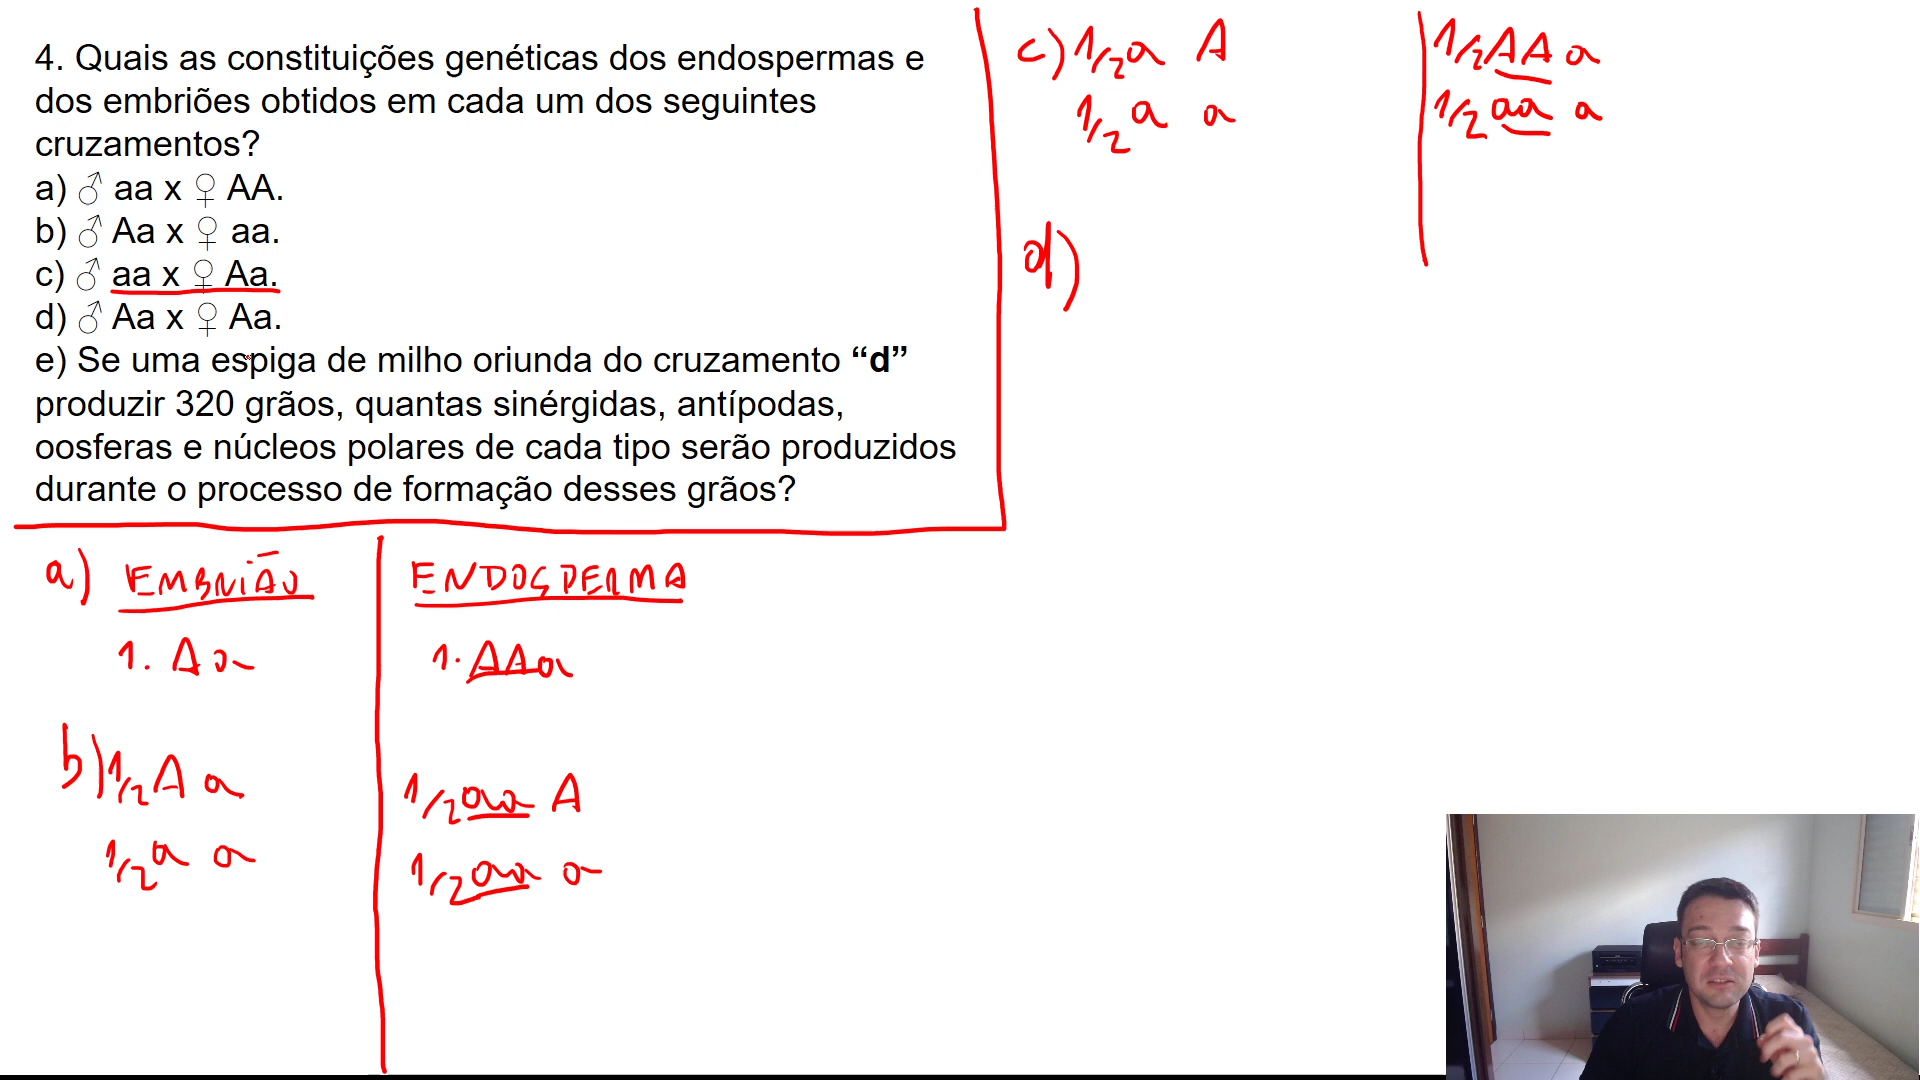 4. Quais as constituições genéticas dos endospermas e
dos embriões obtidos em cada um dos seguintes
cruzamentos?
a) ♂ aa x ♀ AA.
b) ♂ Aa x ♀ aa.
c) ♂ aa x ♀ Aa.
d) ♂ Aa x ♀ Aa.
e) Se uma espiga de milho oriunda do cruzamento “d”
produzir 320 grãos, quantas sinérgidas, antípodas,
oosferas e núcleos polares de cada tipo serão produzidos
durante o processo de formação desses grãos?
a) EMBRIÃO ENDOSPERMA
1. Aa 1. AAa
b) 1/2 A a 1/2 aa A
1/2 a a 1/2 aa a
c) 1/2 a A 1/2 AA a
1/2 a a 1/2 aa a
d)